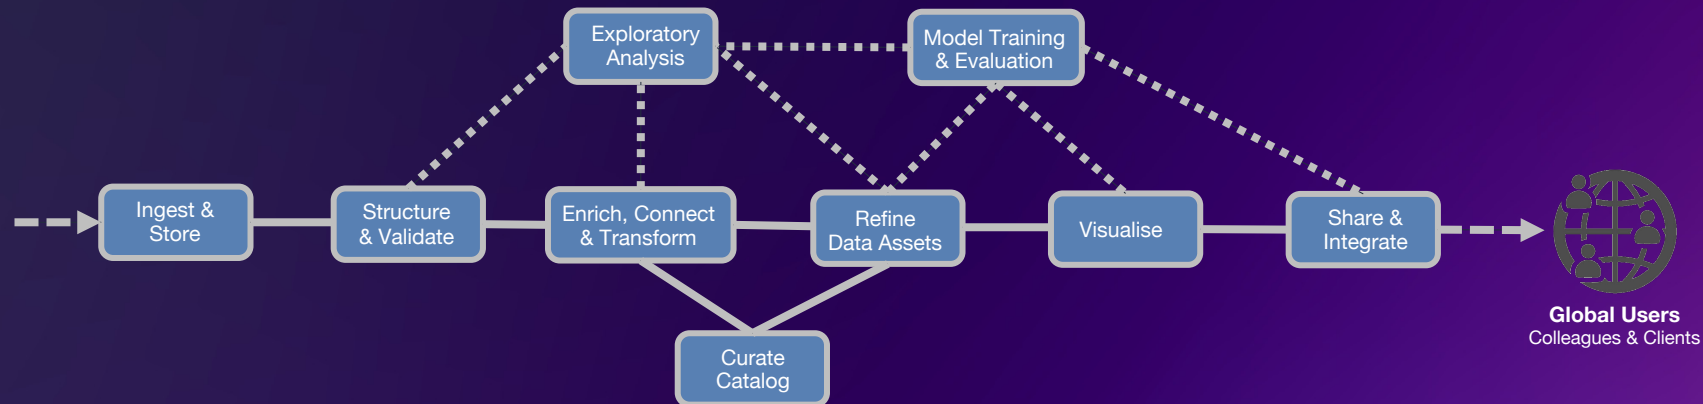 Exploratory
Analysis
Model Training
& Evaluation
Ingest &
Store
Structure
& Validate
Enrich, Connect
& Transform
Refine
Data Assets
Visualise
Share &
Integrate
Global Users
Colleagues & Clients
Curate
Catalog